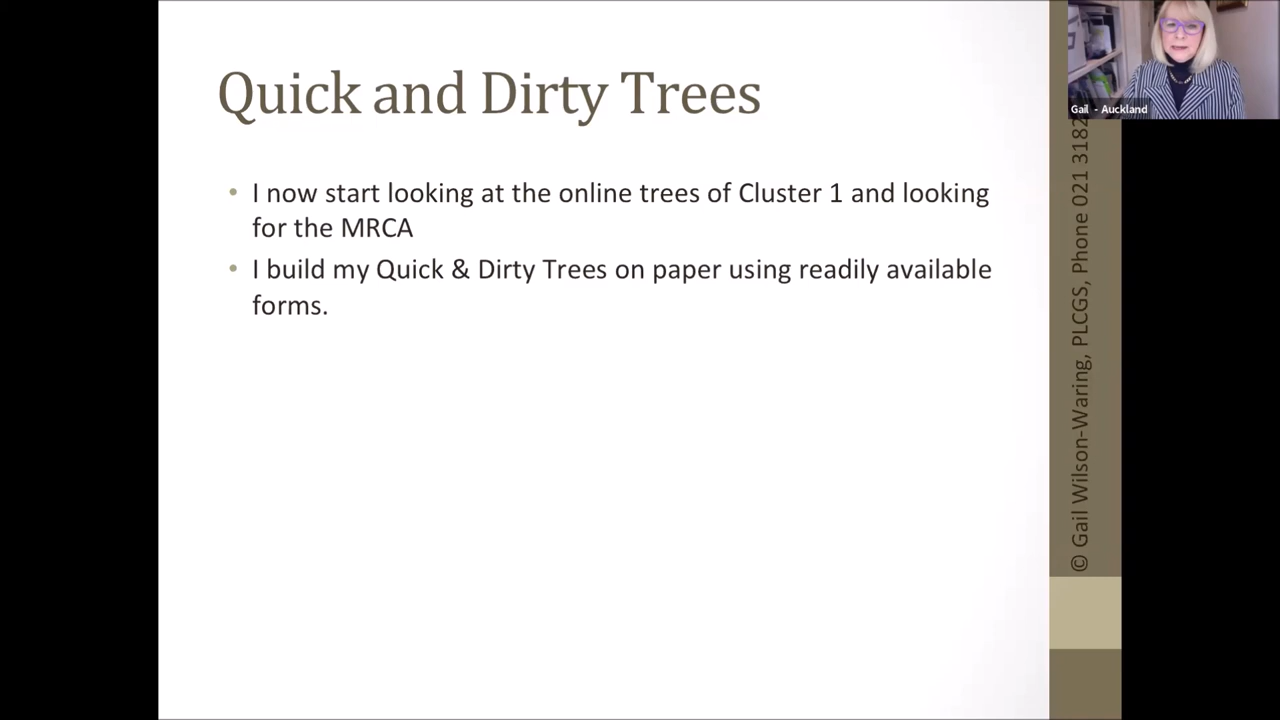 Quick and Dirty Trees
• I now start looking at the online trees of Cluster 1 and looking
for the MRCA
• I build my Quick & Dirty Trees on paper using readily available
forms.
Gail - Auckland
© Gail Wilson-Waring, PLCGS, Phone 021 3182